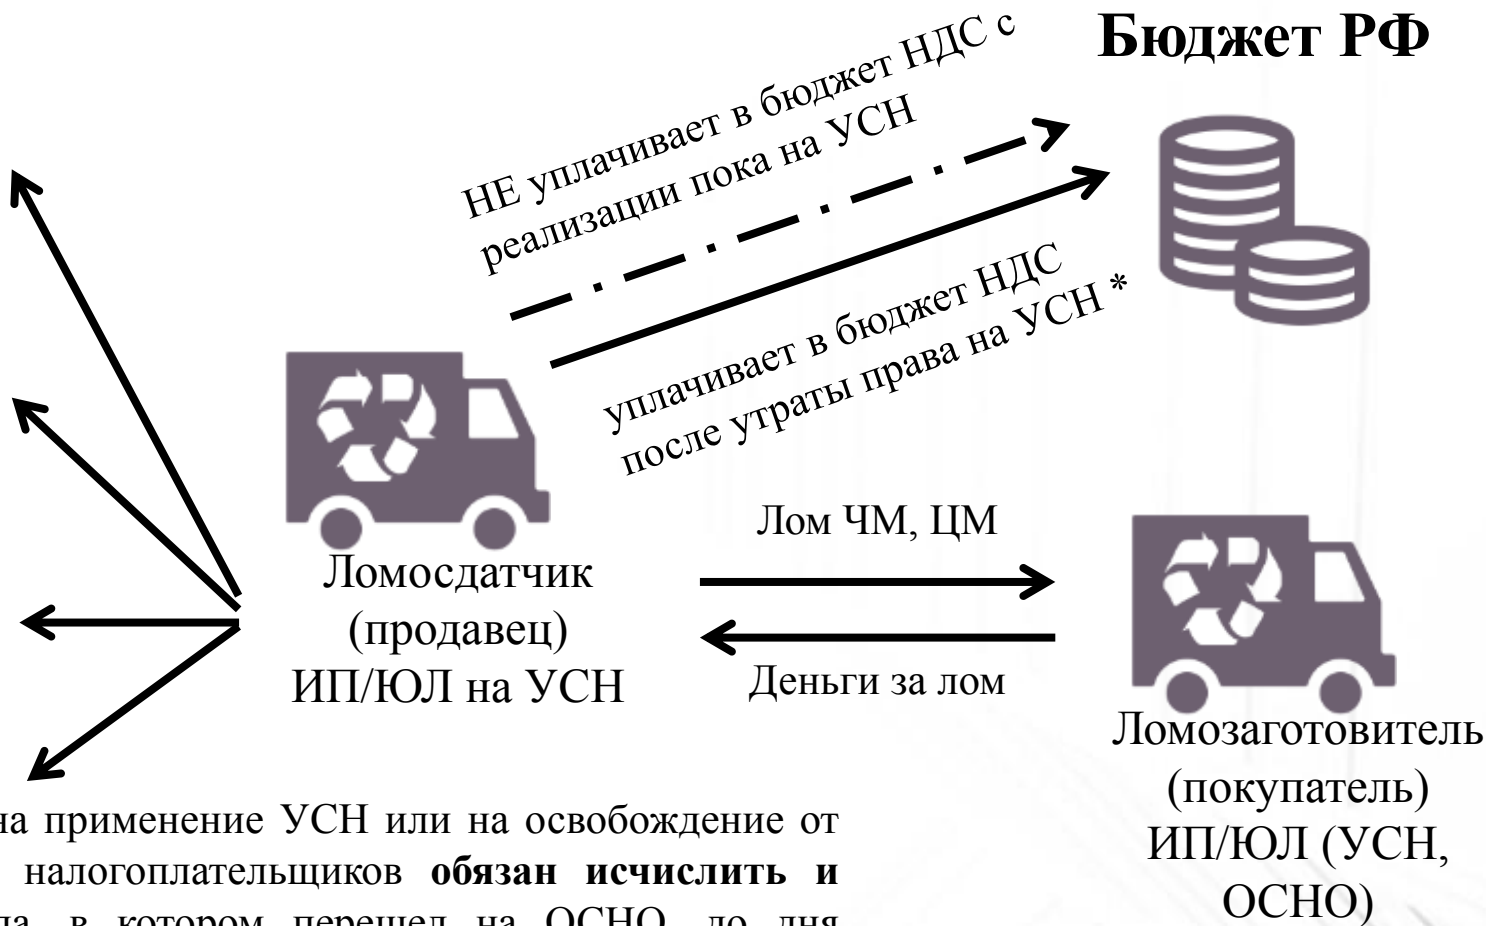 Бюджет РФ
НЕ уплачивает в бюджет НДС с
реализации пока на УСН
уплачивает в бюджет НДС
после утраты права на УСН *
Лом ЧМ, ЦМ
Ломосдатчик
(продавец)
ИП/ЮЛ на УСН
Деньги за лом
Ломозаготовитель
(покупатель)
ИП/ЮЛ (УСН,
ОСНО)
на применение УСН или на освобождение от
налогоплательщиков обязан исчислить и
в котором перешел на ОСНО, до дня